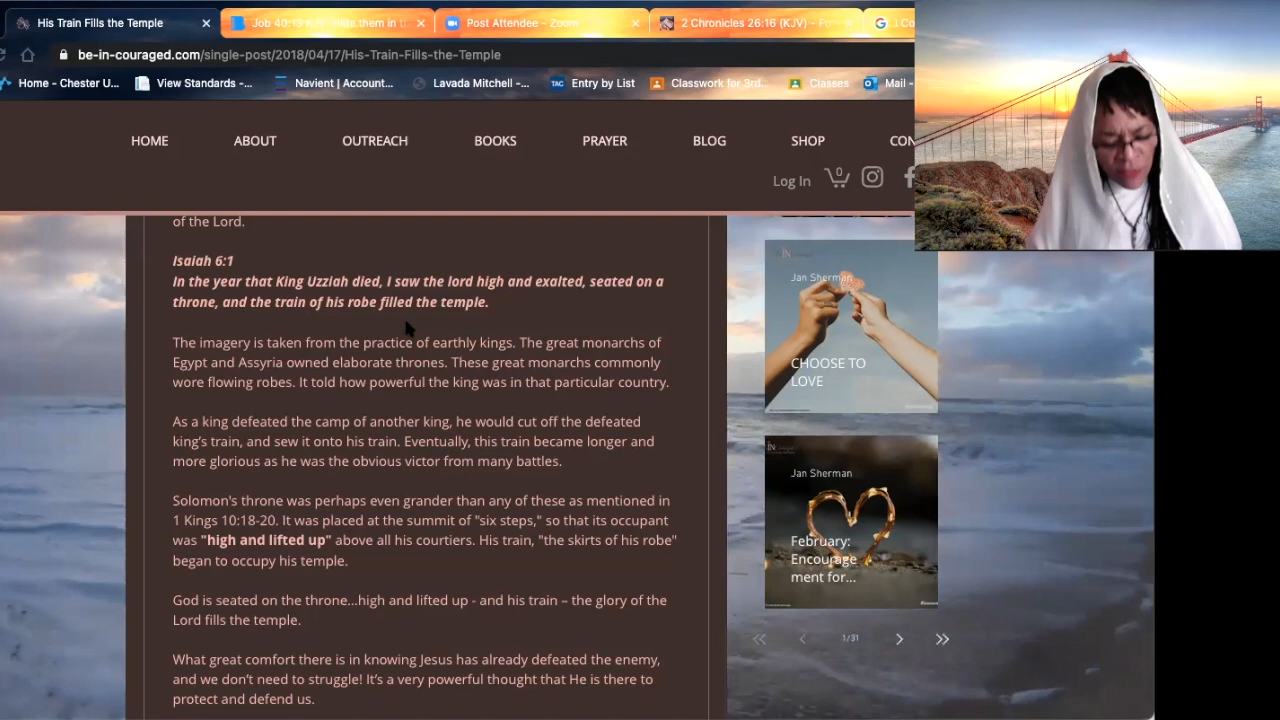 His Train Fills the Temple
Job 40:13 KJV: Hide them in t
Post Attendee - Zoom
2 Chronicles 26:16 (KJV) - 
be-in-couraged.com/single-post/2018/04/17/His-Train-Fills-the-Temple
Home - Chester U...
View Standards -...
Navient | Account...
Lavada Mitchell -...
TAC Entry by List
Classwork for 3rd...
Classes
Mail -
HOME
ABOUT
OUTREACH
BOOKS
PRAYER
BLOG
SHOP
CON
Log In
0
of the Lord.
Isaiah 6:1
In the year that King Uzziah died, I saw the lord high and exalted, seated on a
throne, and the train of his robe filled the temple.
The imagery is taken from the practice of earthly kings. The great monarchs of
Egypt and Assyria owned elaborate thrones. These great monarchs commonly
wore flowing robes. It told how powerful the king was in that particular country.
As a king defeated the camp of another king, he would cut off the defeated
king's train, and sew it onto his train. Eventually, this train became longer and
more glorious as he was the obvious victor from many battles.
Solomon's throne was perhaps even grander than any of these as mentioned in
1 Kings 10:18-20. It was placed at the summit of "six steps," so that its occupant
was "high and lifted up" above all his courtiers. His train, "the skirts of his robe"
began to occupy his temple.
God is seated on the throne...high and lifted up - and his train – the glory of the
Lord fills the temple.
What great comfort there is in knowing Jesus has already defeated the enemy,
and we don't need to struggle! It's a very powerful thought that He is there to
protect and defend us.
Jan Sherman
CHOOSE TO
LOVE
Jan Sherman
February:
Encourage
ment for...
1/31